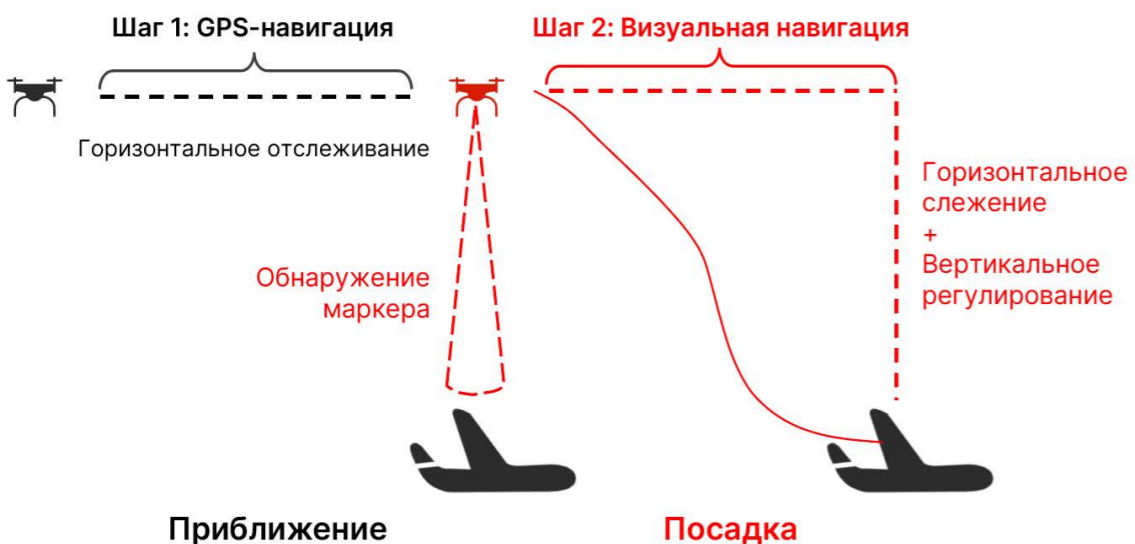 Шаг 1: GPS-навигация
Шаг 2: Визуальная навигация
Горизонтальное отслеживание
Обнаружение
маркера
Горизонтальное
слежение
+
Вертикальное
регулирование
Приближение
Посадка